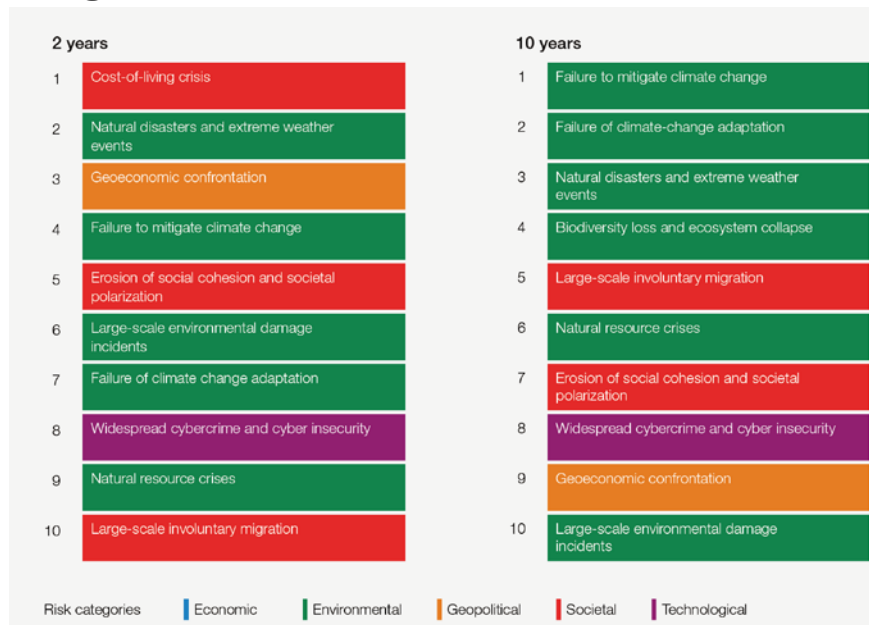 2 years
1
Cost-of-living crisis
2
Natural disasters and extreme weather
events
3
Geoeconomic confrontation
4
Failure to mitigate climate change
5
Erosion of social cohesion and societal
polarization
6
Large-scale environmental damage
incidents
7
Failure of climate change adaptation
8
Widespread cybercrime and cyber insecurity
9
Natural resource crises
10
Large-scale involuntary migration
10 years
1
Failure to mitigate climate change
2
Failure of climate-change adaptation
3
Natural disasters and extreme weather
events
4
Biodiversity loss and ecosystem collapse
5
Large-scale involuntary migration
6
Natural resource crises
7
Erosion of social cohesion and societal
polarization
8
Widespread cybercrime and cyber insecurity
9
Geoeconomic confrontation
10
Large-scale environmental damage
incidents
Risk categories
Economic
Environmental
Geopolitical
Societal
Technological